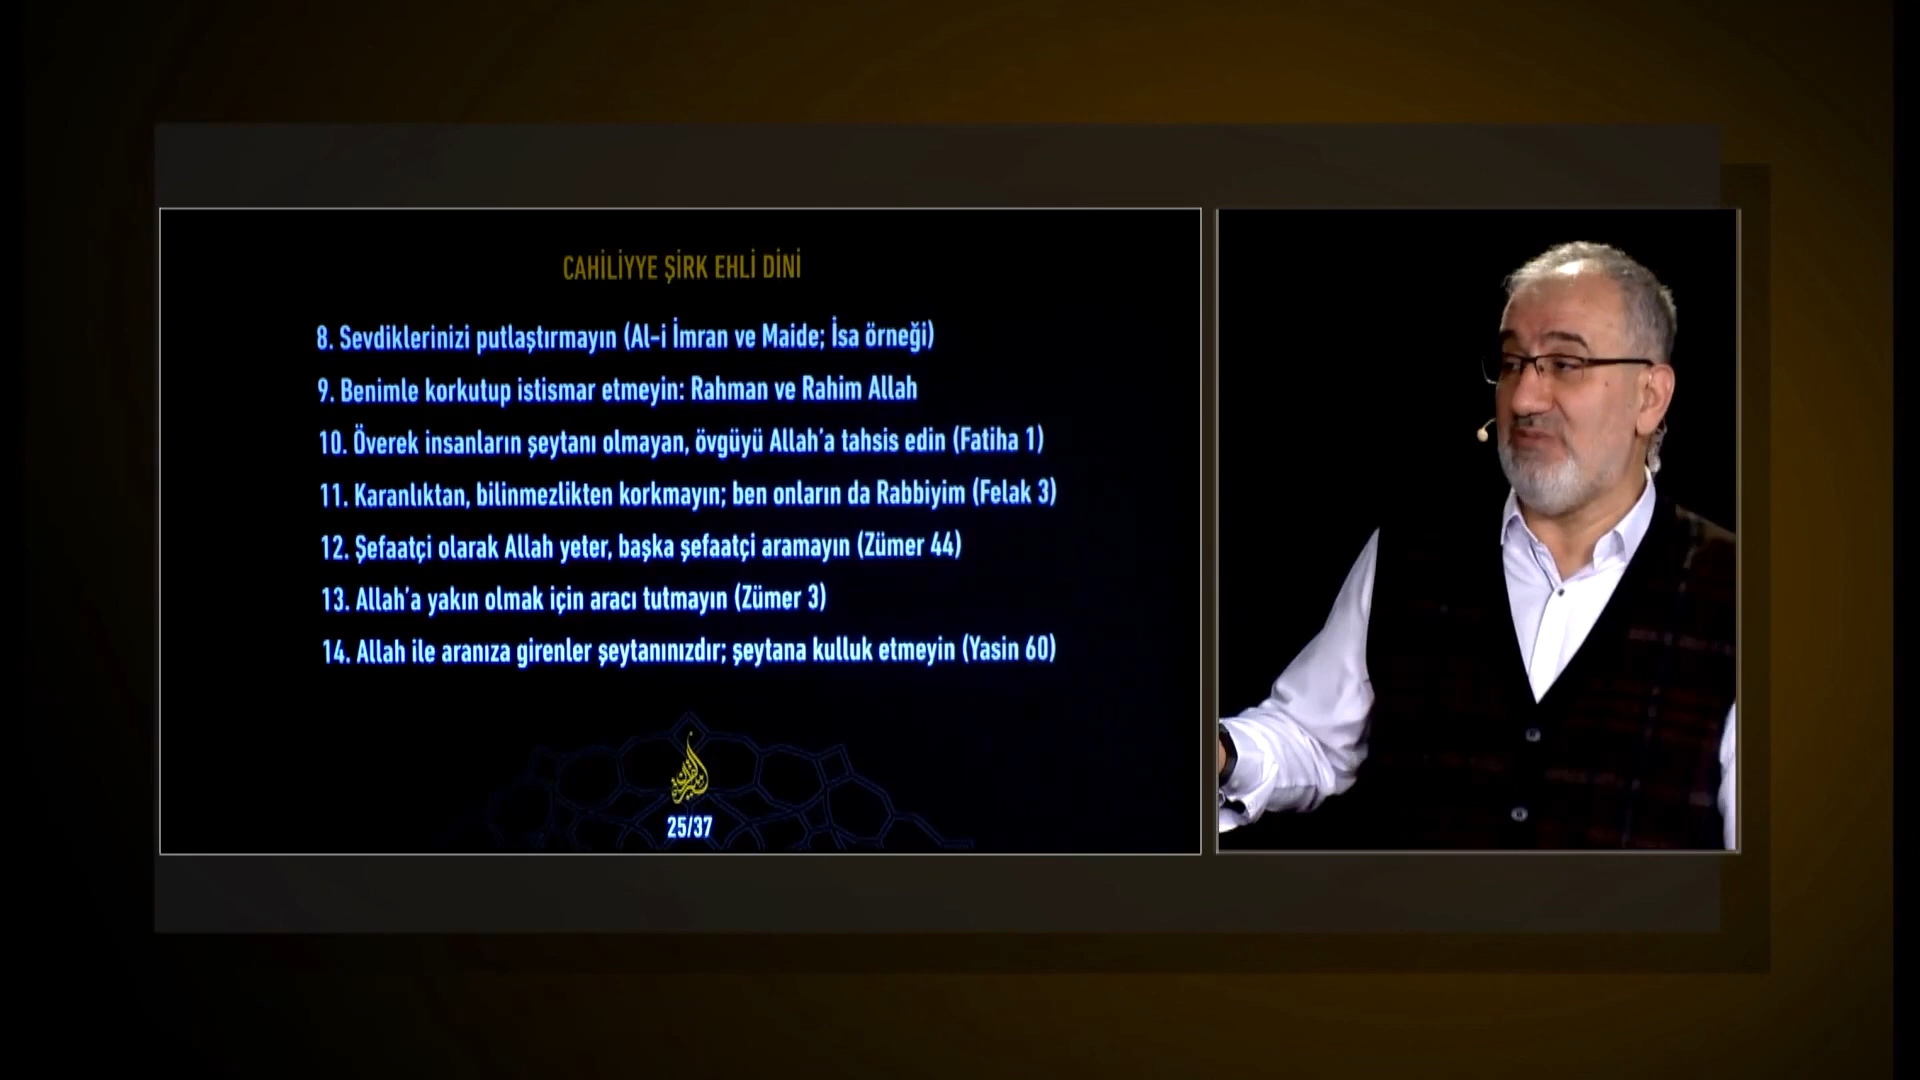 CAHİLİYYE ŞİRK EHLİ DİNİ
8. Sevdiklerinizi putlaştırmayın (Al-i İmran ve Maide; İsa örneği)
9. Benimle korkutup istismar etmeyin: Rahman ve Rahim Allah
10. Överek insanların şeytanı olmayan, övgüyü Allah'a tahsis edin (Fatiha 1)
11. Karanlıktan, bilinmezlikten korkmayın; ben onların da Rabbiyim (Felak 3)
12. Şefaatçi olarak Allah yeter, başka şefaatçi aramayın (Zümer 44)
13. Allah'a yakın olmak için aracı tutmayın (Zümer 3)
14. Allah ile aranıza girenler şeytanınızdır; şeytana kulluk etmeyin (Yasin 60)
25/37